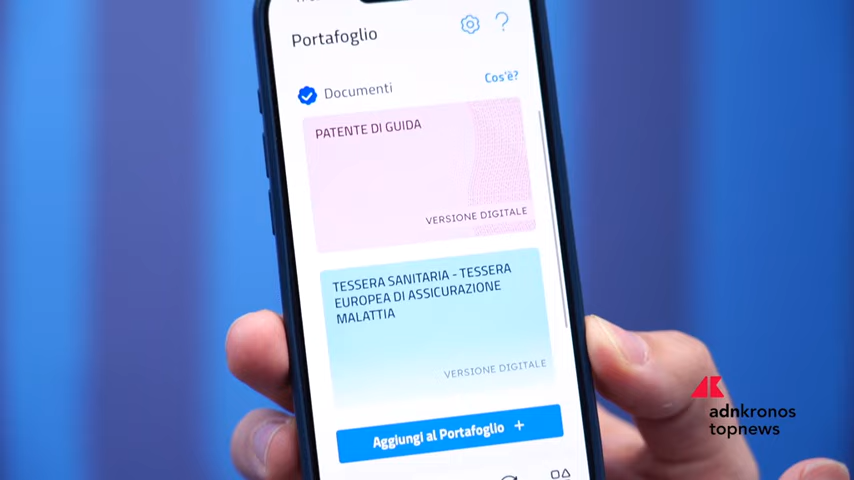 Portafoglio
?
Documenti
Cos'è?
PATENTE DI GUIDA
VERSIONE DIGITALE
TESSERA SANITARIA - TESSERA
EUROPEA DI ASSICURAZIONE
MALATTIA
VERSIONE DIGITALE
Aggiungi al Portafoglio +
adnkronos
topnews